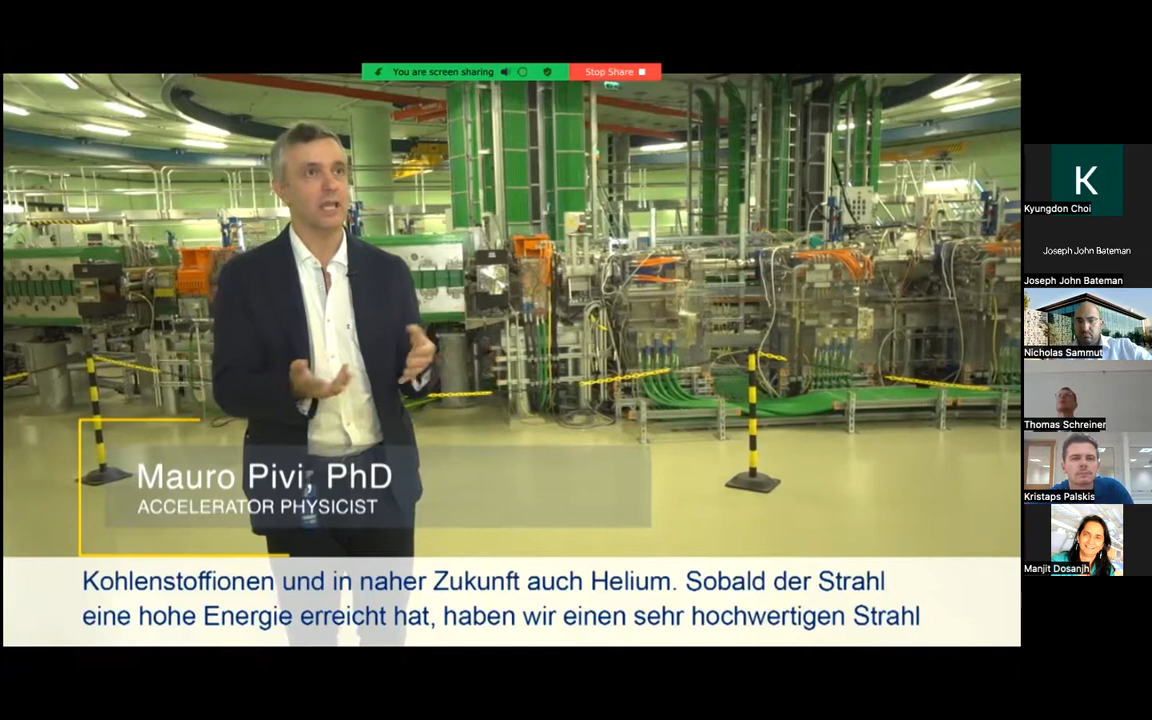 You are screen sharing
Stop Share
Mauro Pivi, PhD
ACCELERATOR PHYSICIST
Kohlenstoffionen und in naher Zukunft auch Helium. Sobald der Strahl
eine hohe Energie erreicht hat, haben wir einen sehr hochwertigen Strahl
K
Kyungdon Choi
Joseph John Bateman
Joseph John Bateman
Nicholas Sammut
Thomas Schreiner
Kristaps Palskis
Manjit Dosanjh